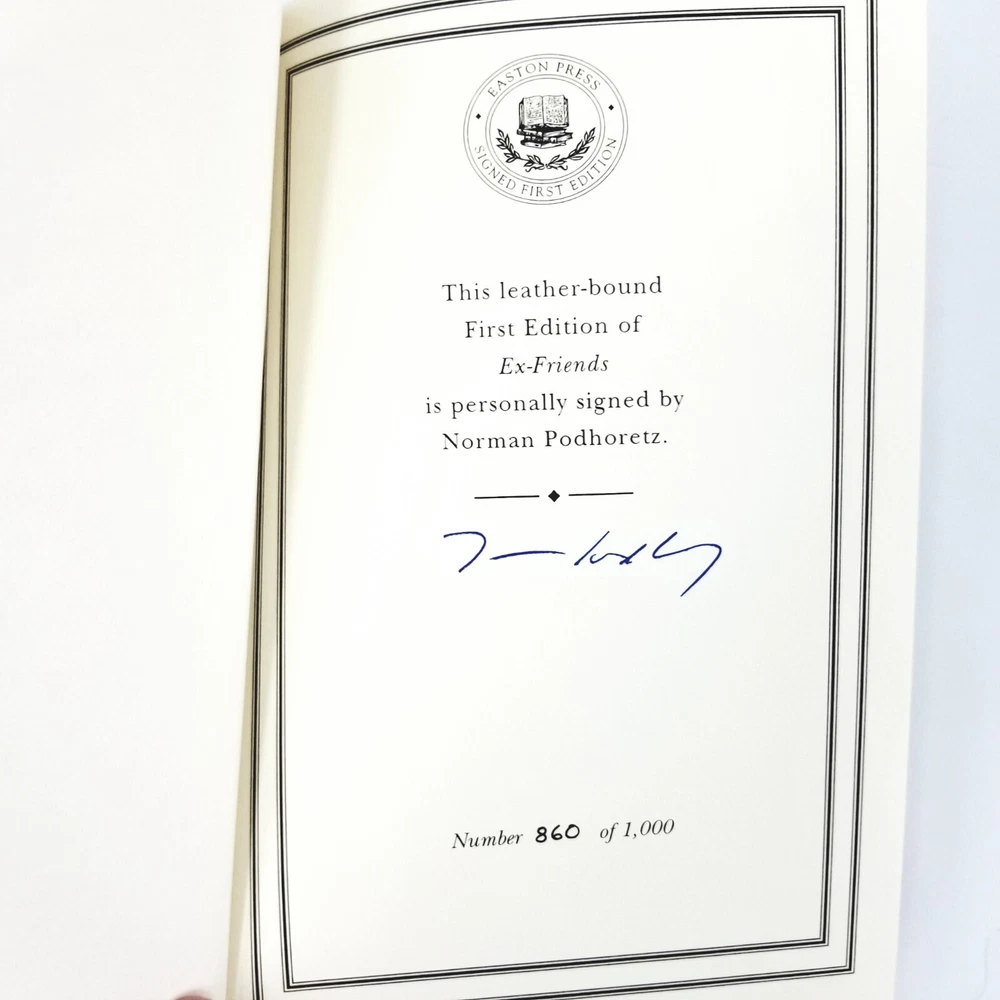 EASTON PRESS
SIGNED FIRST EDITION
This leather-bound
First Edition of
Ex-Friends
is personally signed by
Norman Podhoretz.
Number 860 of 1,000